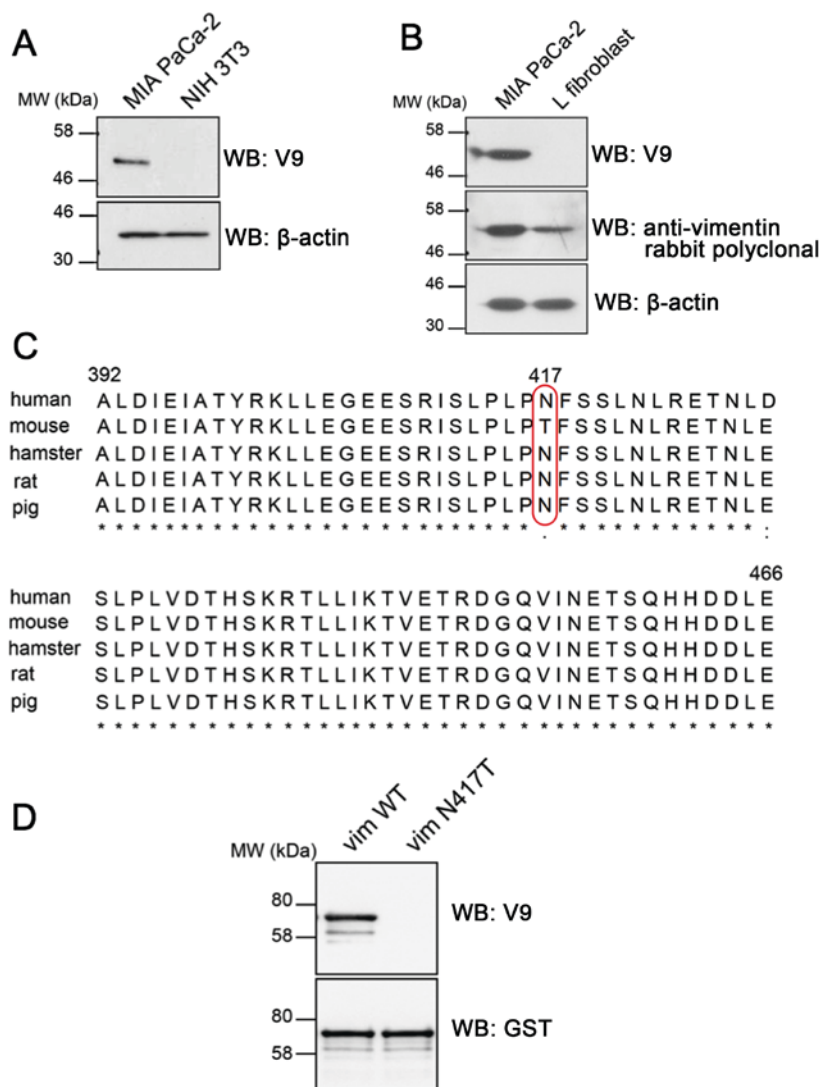 A
MIA PaCa-2
NIH 3T3
MW (kDa)
58
46
WB: V9
46
30
WB: β-actin
B
MIA PaCa-2
L fibroblast
MW (kDa)
58
46
WB: V9
58
46
WB: anti-vimentin
rabbit polyclonal
46
30
WB: β-actin
C
392 417
human A L D I E I A T Y R K L L E G E E S R I S L P L P N F S S L N L R E T N L D
mouse A L D I E I A T Y R K L L E G E E S R I S L P L P T F S S L N L R E T N L E
hamster A L D I E I A T Y R K L L E G E E S R I S L P L P N F S S L N L R E T N L E
rat A L D I E I A T Y R K L L E G E E S R I S L P L P N F S S L N L R E T N L E
pig A L D I E I A T Y R K L L E G E E S R I S L P L P N F S S L N L R E T N L E
* * * * * * * * * * * * * * * * * * * * * * * * * . * * * * * * * * * * * :
466
human S L P L V D T H S K R T L L I K T V E T R D G Q V I N E T S Q H H D D L E
mouse S L P L V D T H S K R T L L I K T V E T R D G Q V I N E T S Q H H D D L E
hamster S L P L V D T H S K R T L L I K T V E T R D G Q V I N E T S Q H H D D L E
rat S L P L V D T H S K R T L L I K T V E T R D G Q V I N E T S Q H H D D L E
pig S L P L V D T H S K R T L L I K T V E T R D G Q V I N E T S Q H H D D L E
* * * * * * * * * * * * * * * * * * * * * * * * * * * * * * * * * * * * *
D
vim WT
vim N417T
MW (kDa)
80
58
WB: V9
80
58
WB: GST